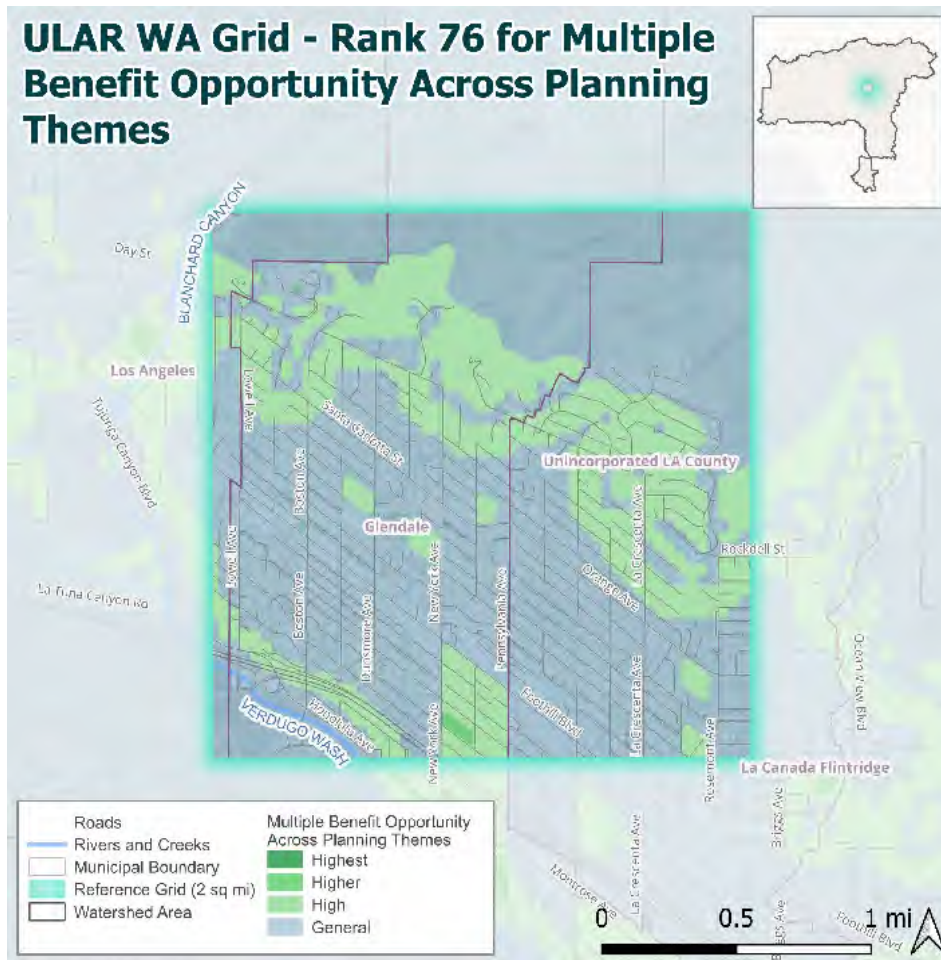 ULAR WA Grid - Rank 76 for Multiple
Benefit Opportunity Across Planning
Themes
BLANCHARD CANYON
Day St
Los Angeles
Lowell Ave
Tujunga Canyon Blvd
Santa Carlotta St
Unincorporated LA County
Boston Ave
Glendale
La Crescenta Ave
Rockdell St
New York Ave
Orange Ave
Lowell Ave
La Tuna Canyon Rd
Boston Ave
Dunsmore Ave
Pennsylvania Ave
Ocean View Blvd
VERDUGO WASH
Honolulu Ave
New York Ave
Foothill Blvd
La Crescenta Ave
Rosemont Ave
La Canada Flintridge
Roads
Rivers and Creeks
Municipal Boundary
Reference Grid (2 sq mi)
Watershed Area
Multiple Benefit Opportunity
Across Planning Themes
Highest
Higher
High
General
Montrose Ave
La Crescenta Ave
Briggs Ave
Briggs Ave
Foothill Blvd
0 0.5 1 mi